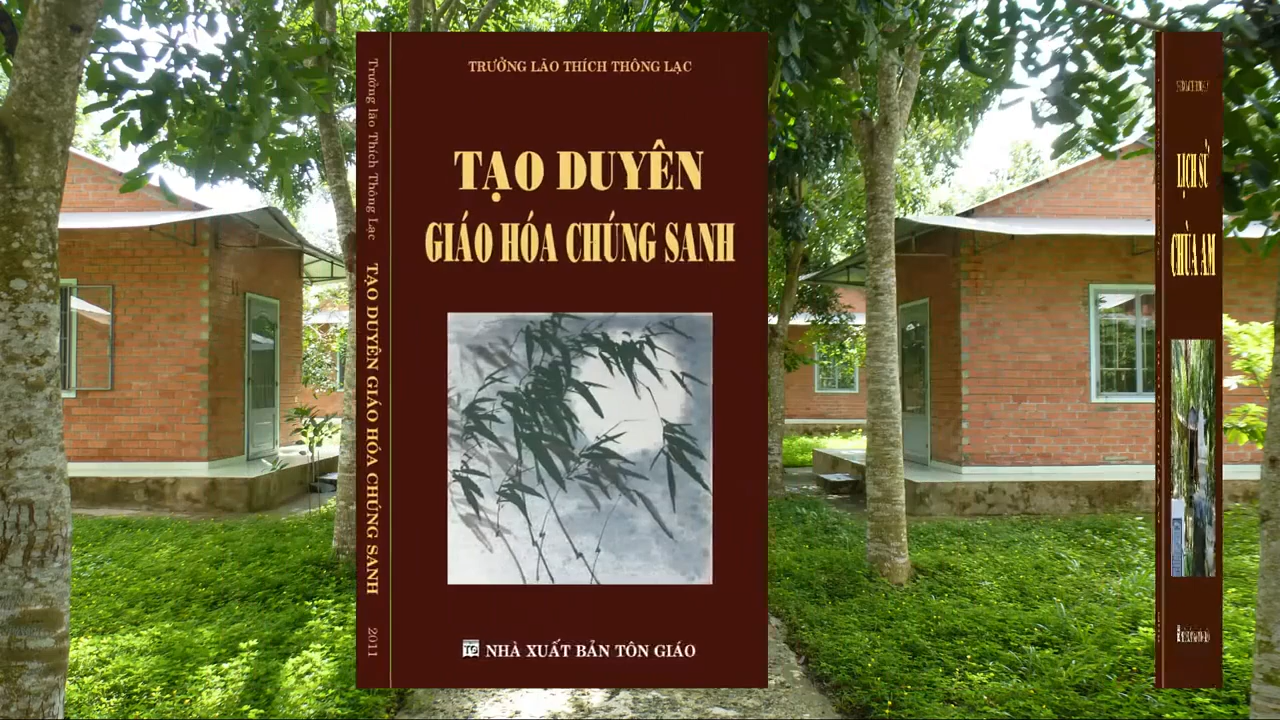 Trưởng lão Thích Thông Lạc TẠO DUYÊN GIÁO HÓA CHÚNG SANH 2011
TRƯỞNG LÃO THÍCH THÔNG LẠC
TẠO DUYÊN
GIÁO HÓA CHÚNG SANH
TG NHÀ XUẤT BẢN TÔN GIÁO
LỊCH SỬ
CHÙA AM